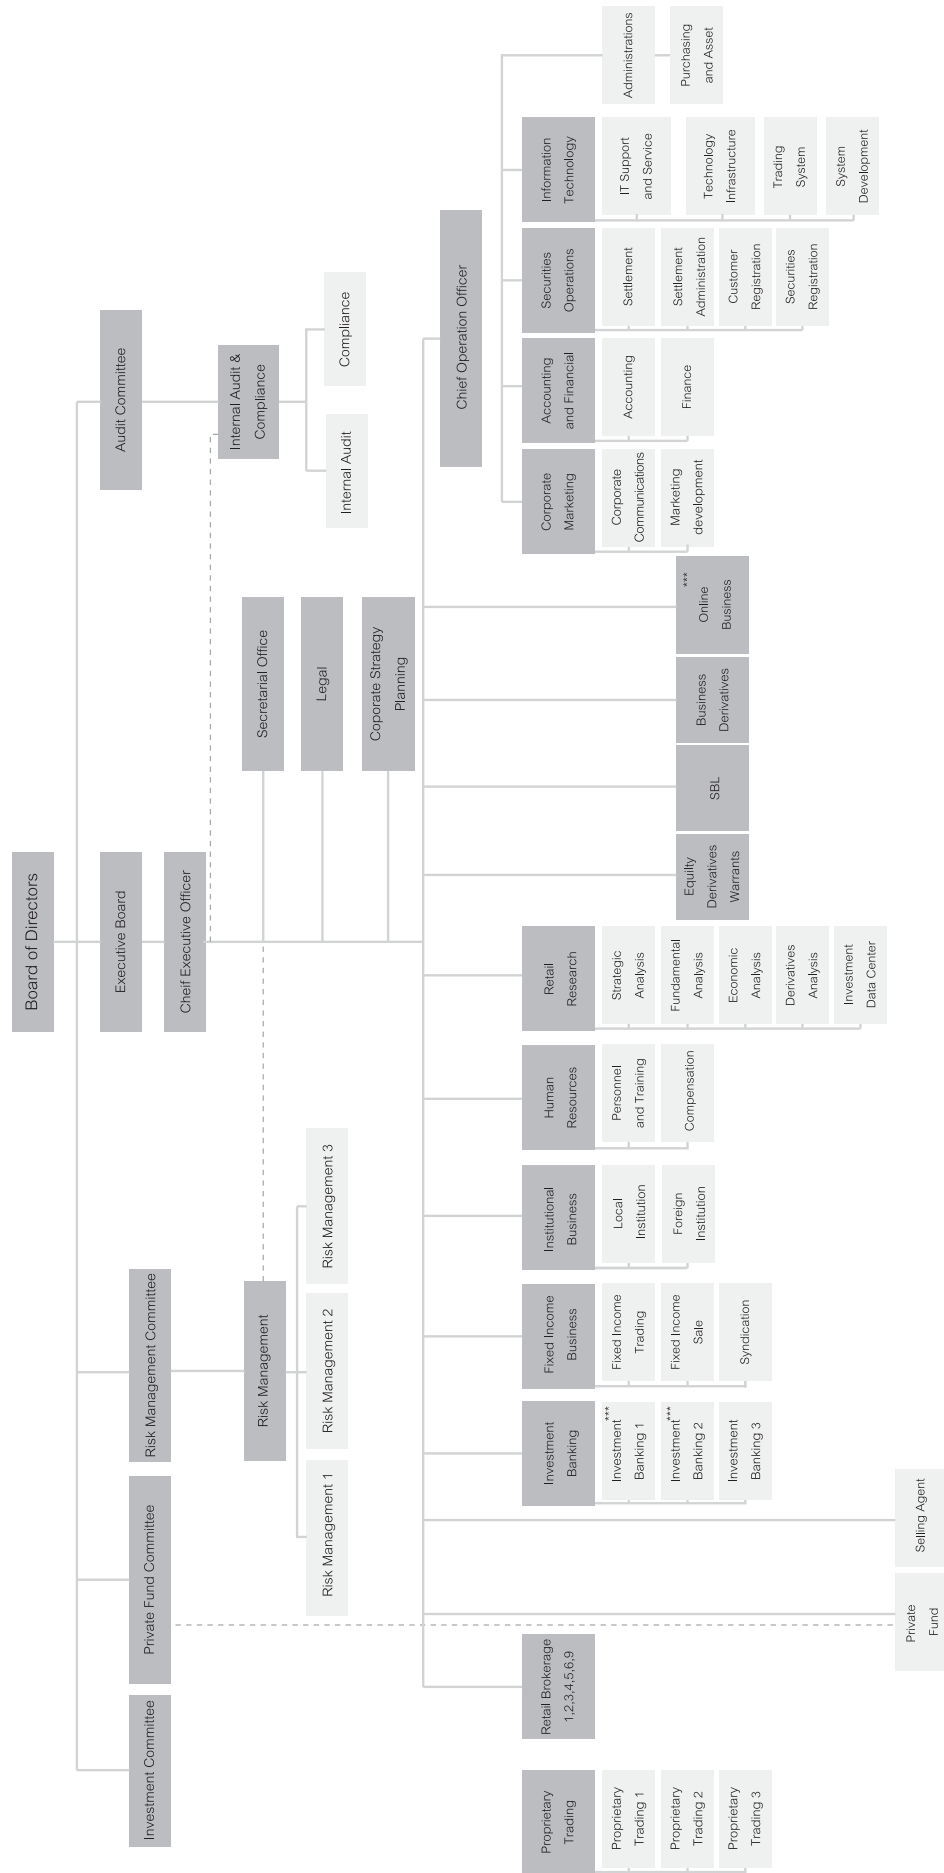 Board of Directors
Executive Board
Cheif Executive Officer
Investment Committee
Private Fund Committee
Risk Management Committee
Audit Committee
Risk Management
Risk Management 1
Risk Management 2
Risk Management 3
Internal Audit &
Compliance
Internal Audit
Compliance
Secretarial Office
Legal
Coporate Strategy
Planning
Chief Operation Officer
Proprietary
Trading
Proprietary
Trading 1
Proprietary
Trading 2
Proprietary
Trading 3
Retail Brokerage
1,2,3,4,5,6,9
Private
Fund
Selling Agent
Investment
Banking
Investment ***
Banking 1
Investment ***
Banking 2
Investment
Banking 3
Fixed Income
Business
Fixed Income
Trading
Fixed Income
Sale
Syndication
Institutional
Business
Local
Institution
Foreign
Institution
Human
Resources
Personnel
and Training
Compensation
Retail
Research
Strategic
Analysis
Fundamental
Analysis
Economic
Analysis
Derivatives
Analysis
Investment
Data Center
Equilty
Derivatives
Warrants
SBL
Business
Derivatives
***
Online
Business
Corporate
Marketing
Corporate
Communications
Marketing
development
Accounting
and Financial
Accounting
Finance
Securities
Operations
Settlement
Settlement
Administration
Customer
Registration
Securities
Registration
Information
Technology
IT Support
and Service
Technology
Infrastructure
Trading
System
System
Development
Administrations
Purchasing
and Asset